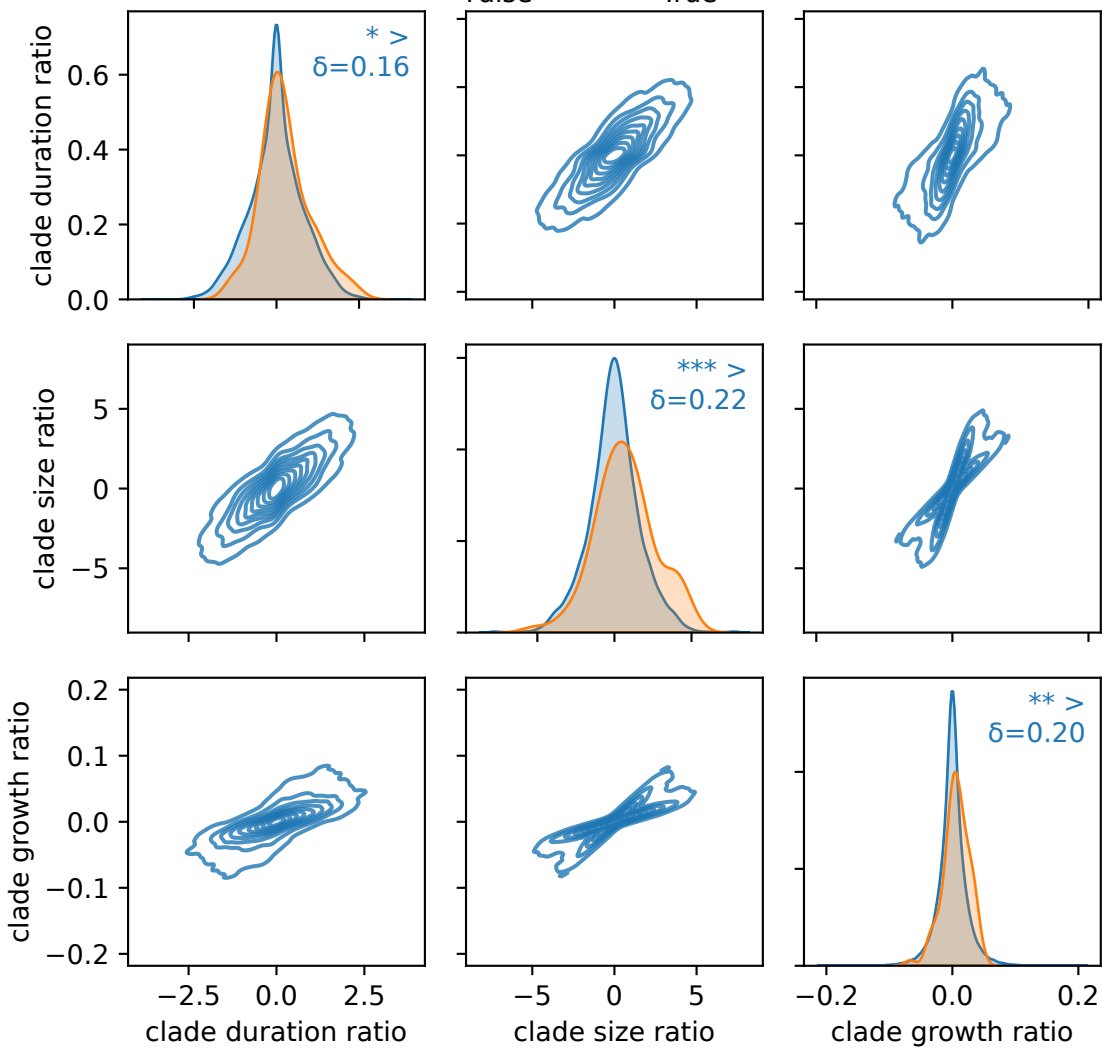 False True
clade duration ratio
0.6
0.4
0.2
0.0
* >
δ=0.16
clade size ratio
5
0
−5
*** >
δ=0.22
clade growth ratio
0.2
0.1
0.0
−0.1
−0.2
** >
δ=0.20
−2.5 0.0 2.5
−5 0 5
−0.2 0.0 0.2
clade duration ratio
clade size ratio
clade growth ratio